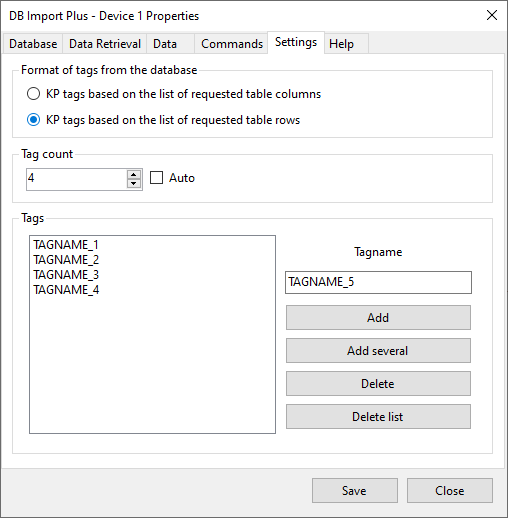 DB Import Plus - Device 1 Properties
Database Data Retrieval Data Commands Settings Help
Format of tags from the database
KP tags based on the list of requested table columns
KP tags based on the list of requested table rows
Tag count
4 Auto
Tags
TAGNAME_1
TAGNAME_2
TAGNAME_3
TAGNAME_4
Tagname
TAGNAME_5
Add
Add several
Delete
Delete list
Save Close